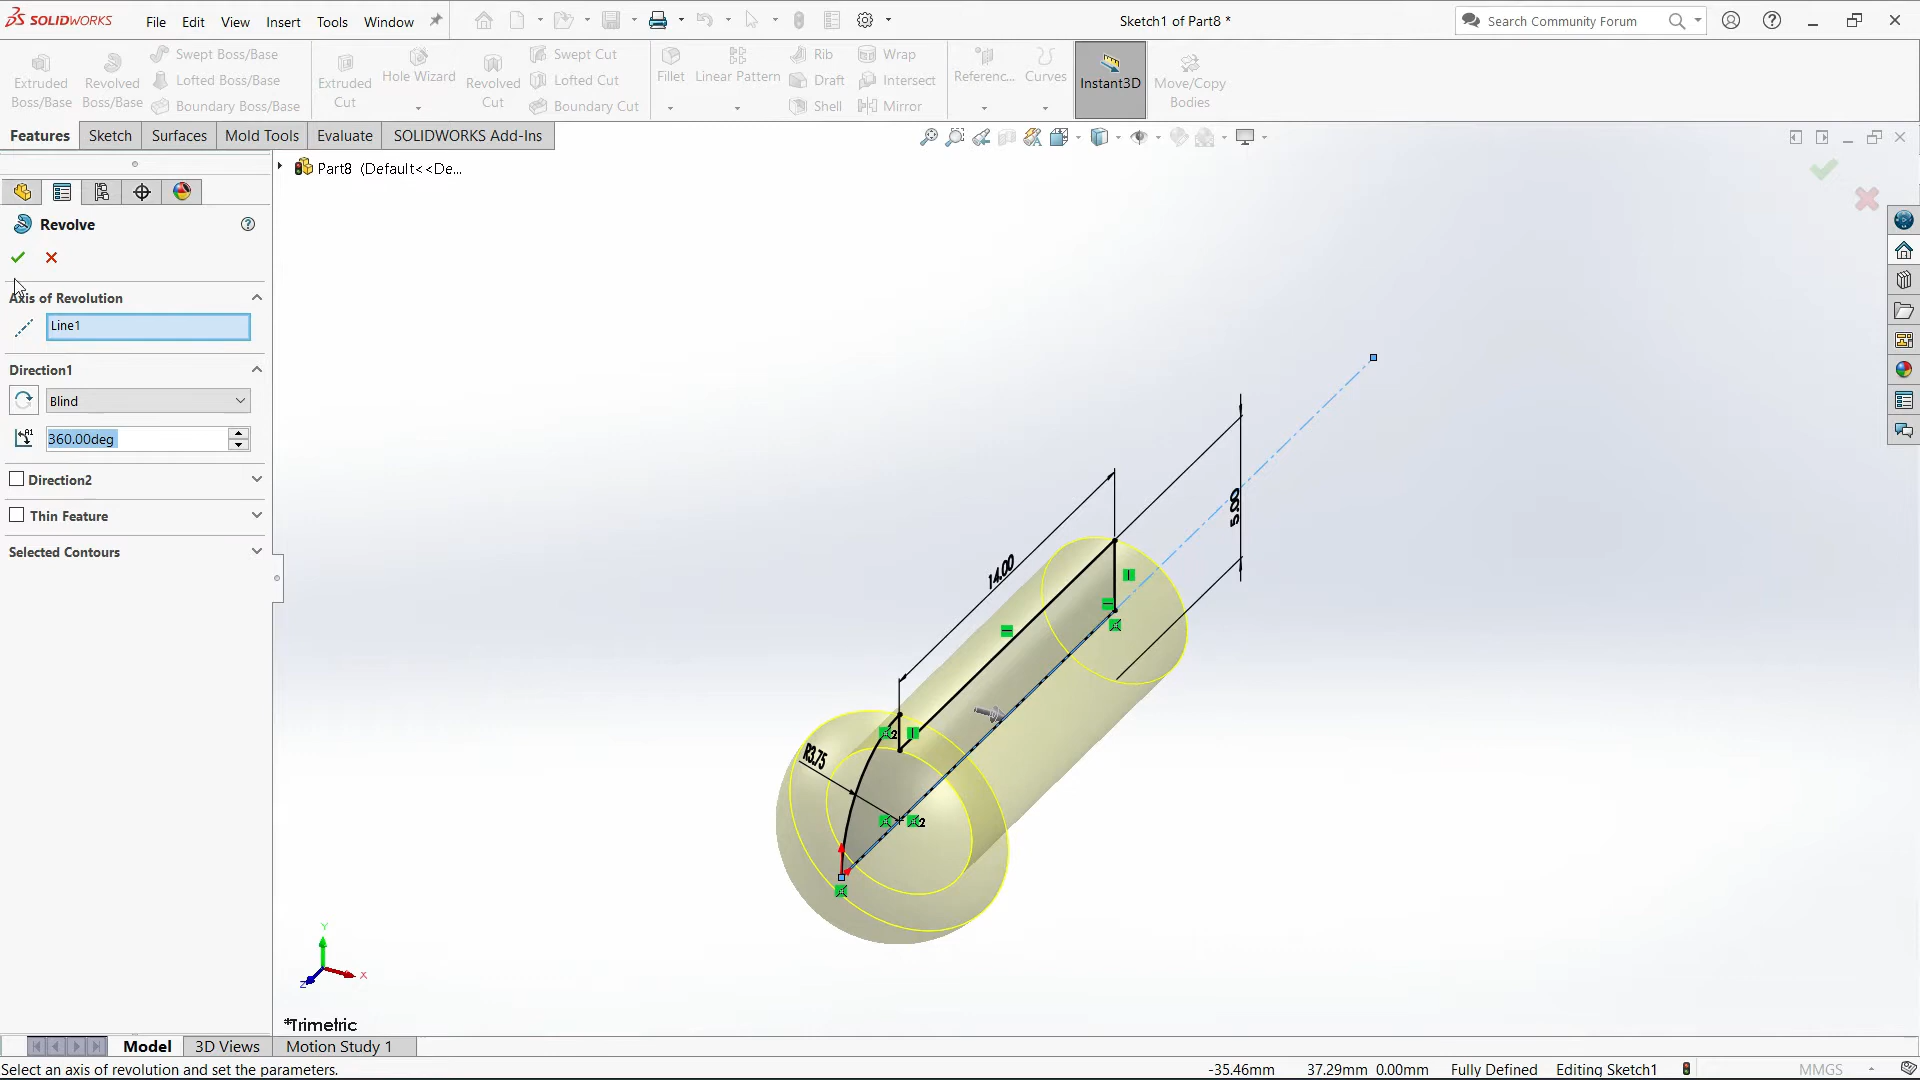 SOLIDWORKS File Edit View Insert Tools Window Sketch1 of Part8 * Search Community Forum
Extruded Boss/Base Revolved Boss/Base Swept Boss/Base Lofted Boss/Base Boundary Boss/Base
Extruded Cut Hole Wizard Revolved Cut Swept Cut Lofted Cut Boundary Cut
Fillet Linear Pattern Rib Draft Shell Wrap Intersect Mirror
Referenc... Curves Instant3D Move/Copy Bodies
Features Sketch Surfaces Mold Tools Evaluate SOLIDWORKS Add-Ins
Part8 (Default<<De...
Revolve
Axis of Revolution
Line1
Direction1
Blind
A1
360.00deg
Direction2
Thin Feature
Selected Contours
5.00
14.00
2
R3.75
2
Y
X
Z
*Trimetric
Model 3D Views Motion Study 1
Select an axis of revolution and set the parameters. -35.46mm 37.29mm 0.00mm Fully Defined Editing Sketch1 MMGS